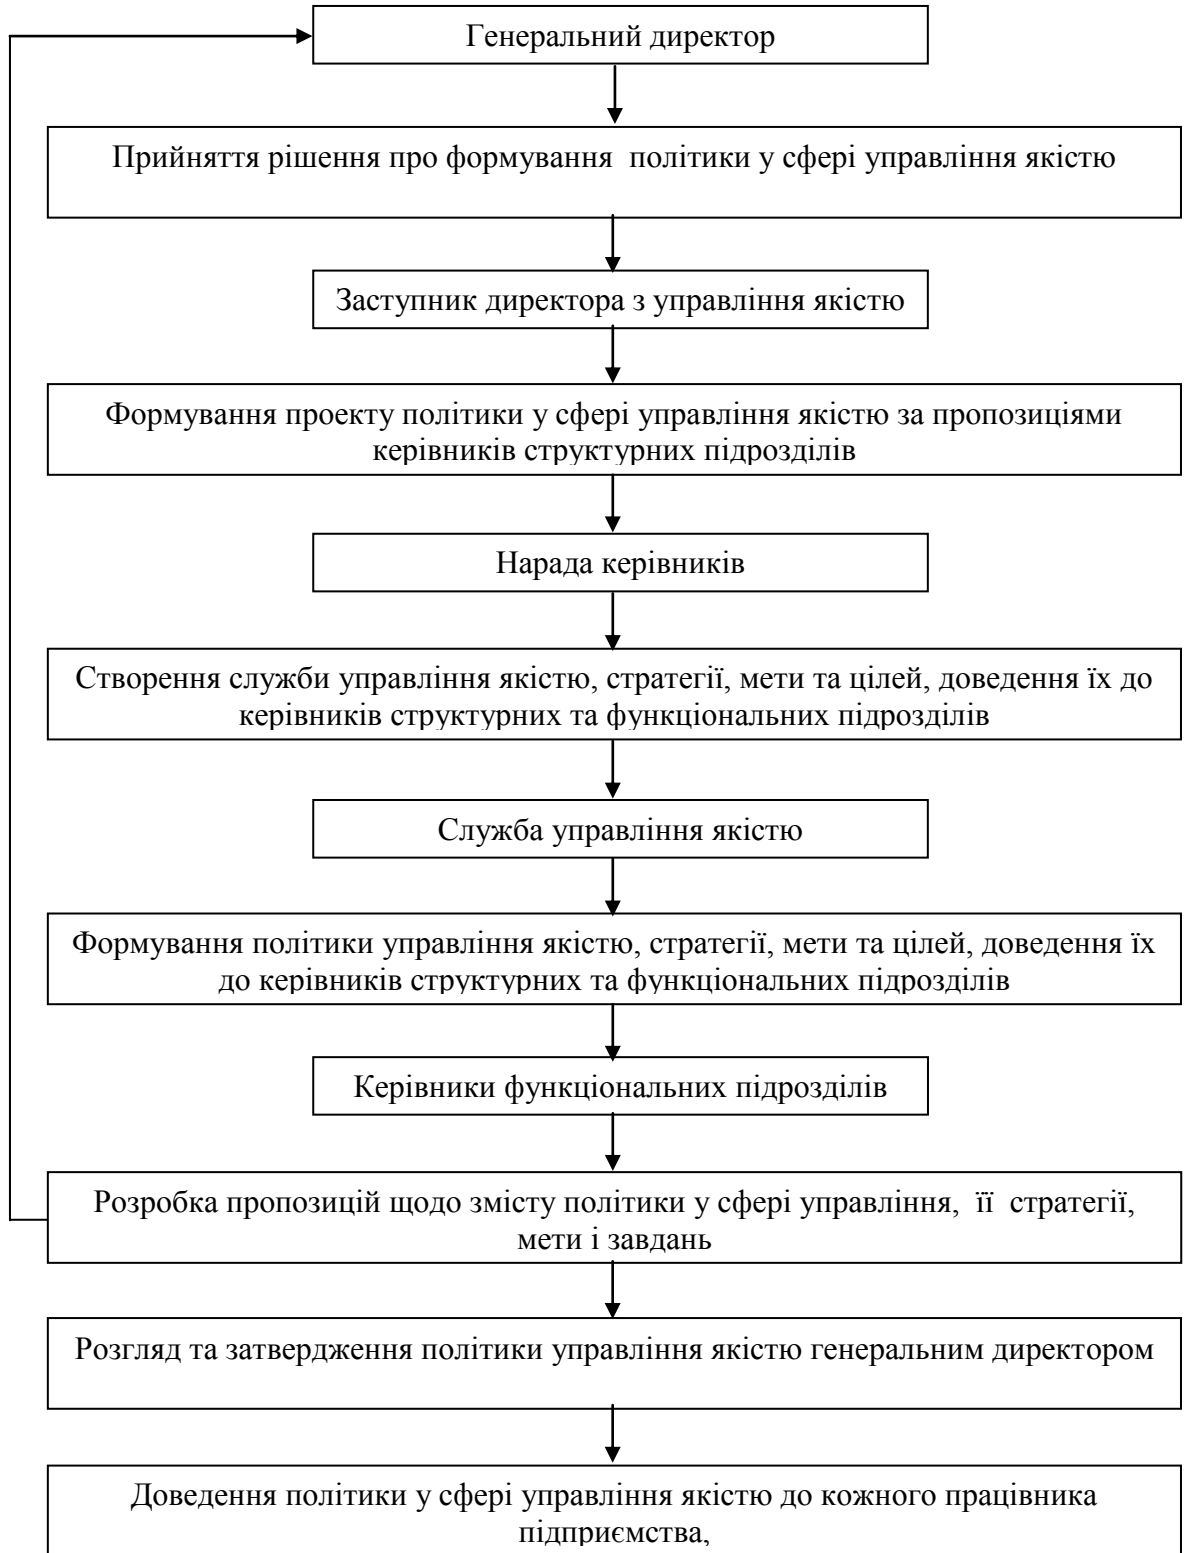 Генеральний директор
Прийняття рішення про формування політики у сфері управління якістю
Заступник директора з управління якістю
Формування проекту політики у сфері управління якістю за пропозиціями
керівників структурних підрозділів
Нарада керівників
Створення служби управління якістю, стратегії, мети та цілей, доведення їх до
керівників структурних та функціональних підрозділів
Служба управління якістю
Формування політики управління якістю, стратегії, мети та цілей, доведення їх
до керівників структурних та функціональних підрозділів
Керівники функціональних підрозділів
Розробка пропозицій щодо змісту політики у сфері управління, її стратегії,
мети і завдань
Розгляд та затвердження політики управління якістю генеральним директором
Доведення політики у сфері управління якістю до кожного працівника
підприємства,